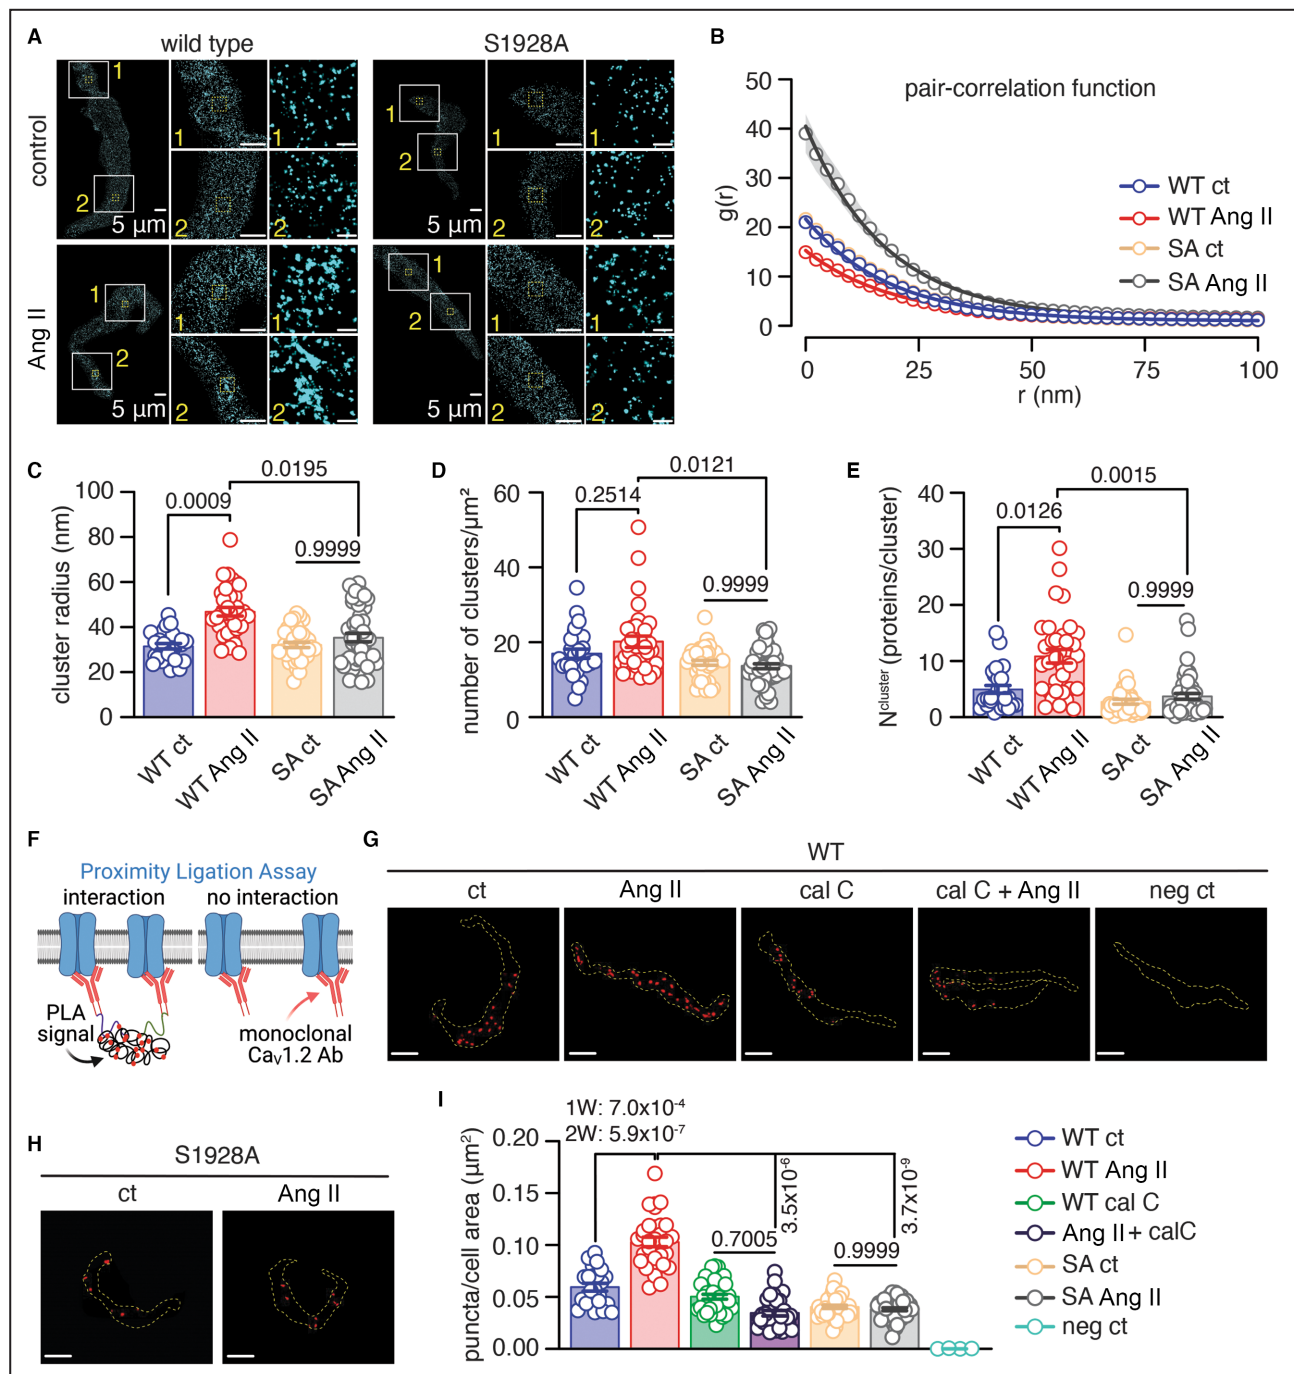 A
wild type
S1928A
control
1
2
5 μm
1
2
1
2
1
2
5 μm
1
2
1
2
Ang II
1
2
5 μm
1
2
1
2
1
2
5 μm
1
2
1
2
B
pair-correlation function
g(r)
50
40
30
20
10
0
0
25
50
75
100
r (nm)
WT ct
WT Ang II
SA ct
SA Ang II
C
cluster radius (nm)
100
80
60
40
20
0
0.0195
0.0009
0.9999
WT ct
WT Ang II
SA ct
SA Ang II
D
number of clusters/μm²
60
40
20
0
0.0121
0.2514
0.9999
WT ct
WT Ang II
SA ct
SA Ang II
E
Ncluster (proteins/cluster)
40
30
20
10
0
0.0015
0.0126
0.9999
WT ct
WT Ang II
SA ct
SA Ang II
F
Proximity Ligation Assay
interaction
no interaction
PLA
signal
monoclonal
CaV1.2 Ab
G
WT
ct
Ang II
cal C
cal C + Ang II
neg ct
H
S1928A
ct
Ang II
I
puncta/cell area (μm²)
0.20
0.15
0.10
0.05
0.00
1W: 7.0x10-4
2W: 5.9x10-7
3.5x10-6
3.7x10-9
0.7005
0.9999
WT ct
WT Ang II
WT cal C
Ang II + calC
SA ct
SA Ang II
neg ct